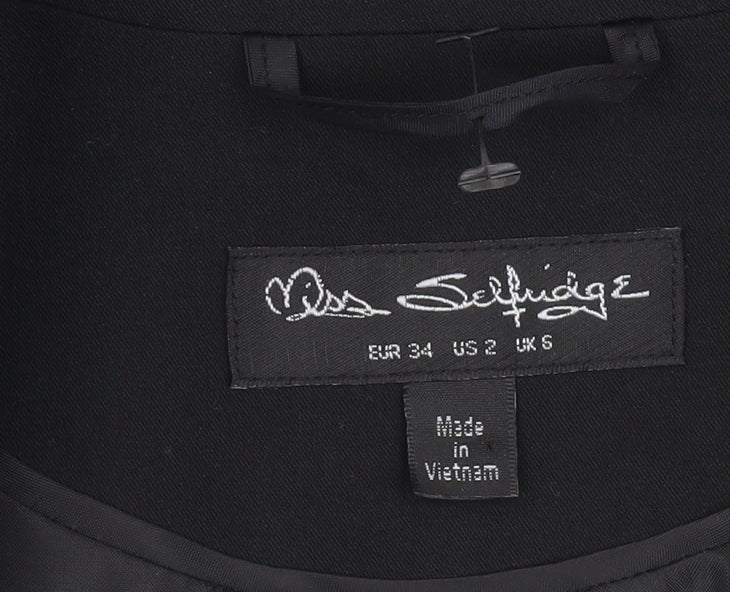 Miss Selfridge
EUR 34 US 2 UK 6
Made
in
Vietnam